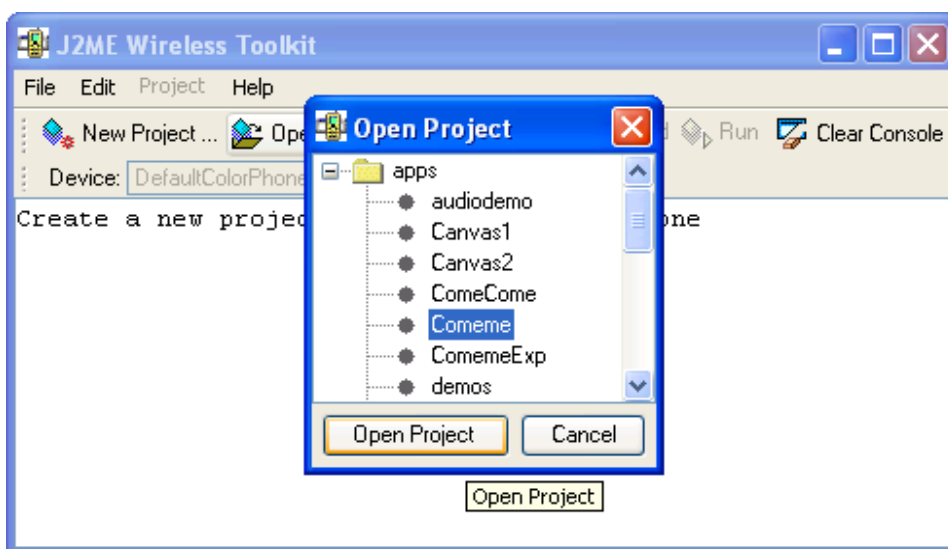 J2ME Wireless Toolkit
File Edit Project Help
New Project ... Ope Run Clear Console
Device: DefaultColorPhone
Create a new projec one
Open Project
apps
audiodemo
Canvas1
Canvas2
ComeCome
Comeme
ComemeExp
demos
Open Project Cancel
Open Project